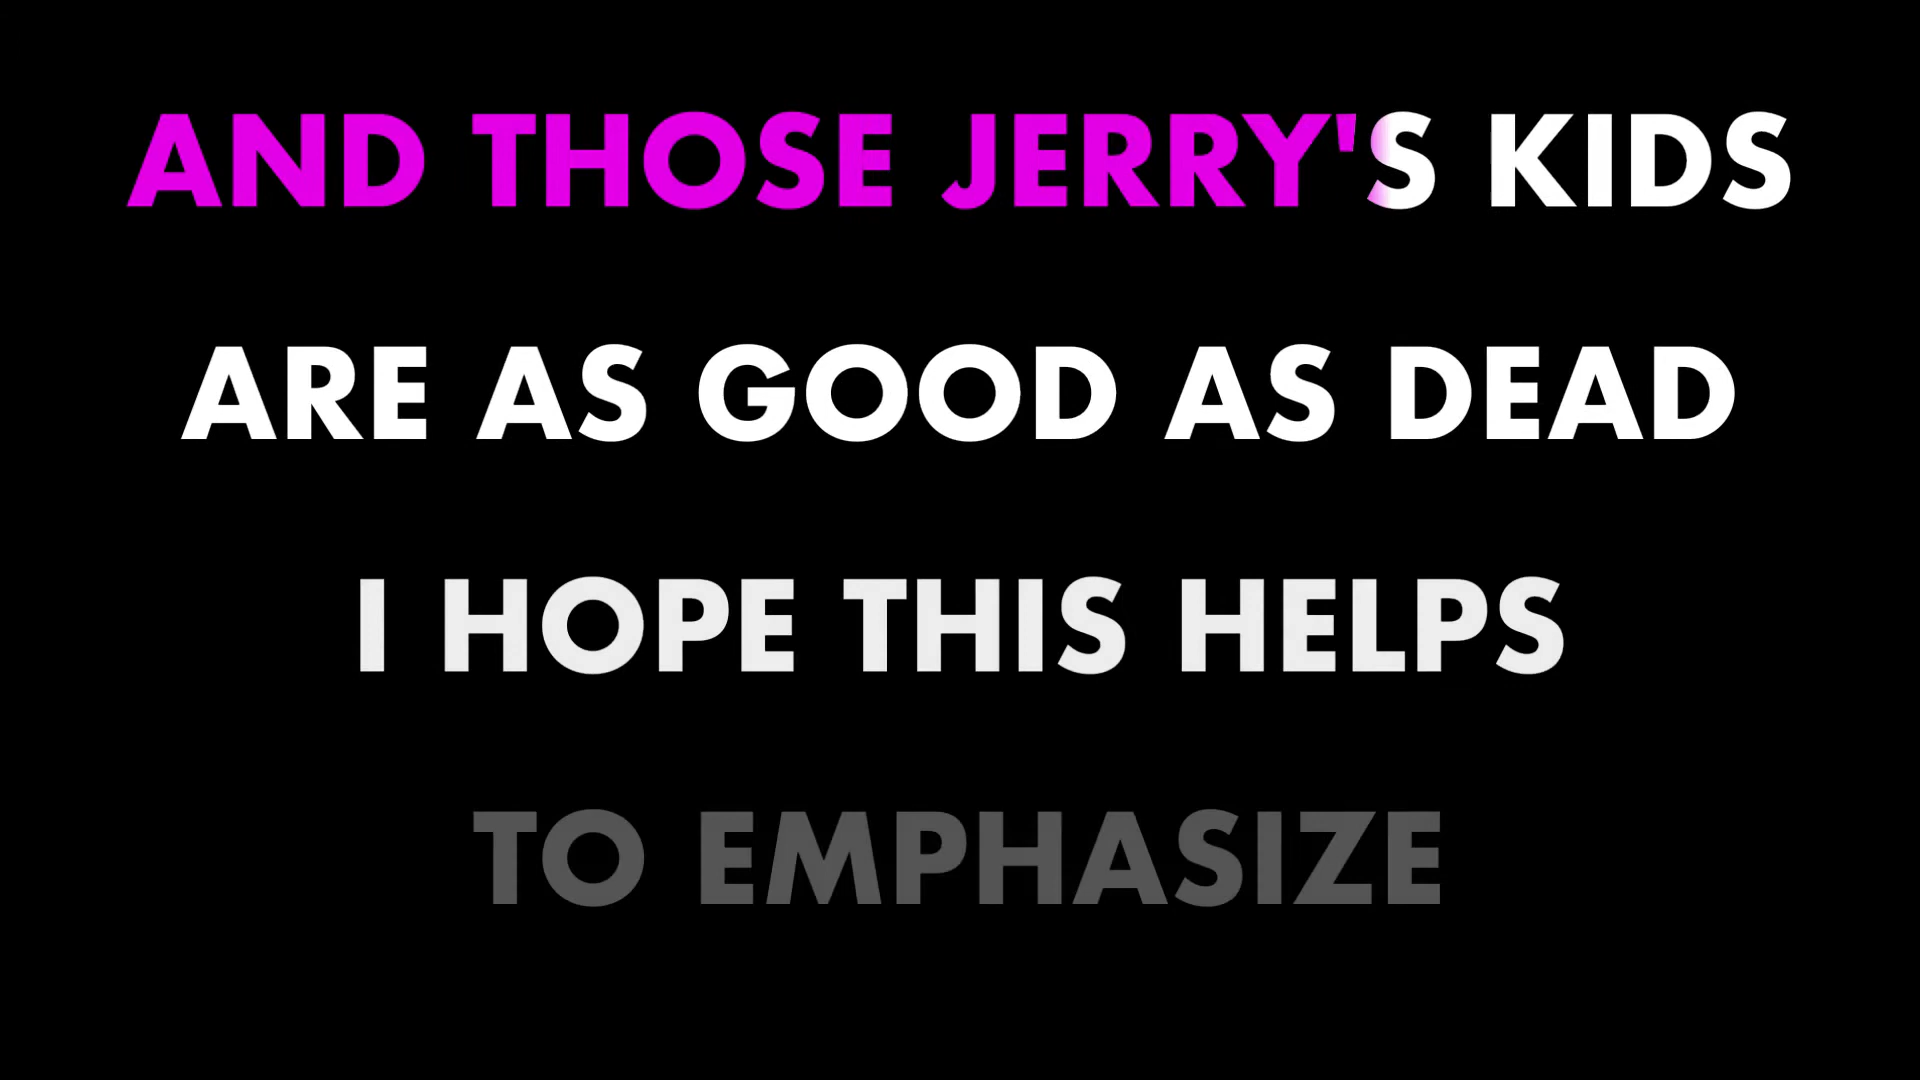 AND THOSE JERRY'S KIDS
ARE AS GOOD AS DEAD
I HOPE THIS HELPS
TO EMPHASIZE